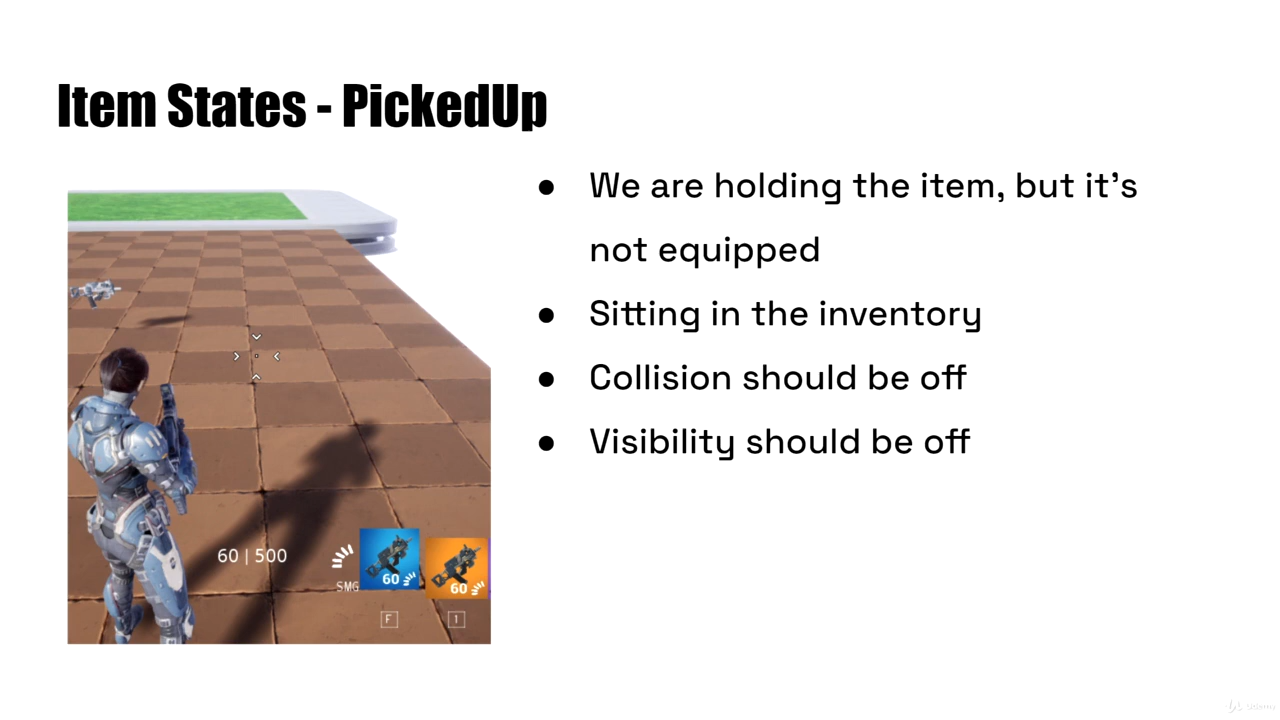 Item States - PickedUp
● We are holding the item, but it's
not equipped
● Sitting in the inventory
● Collision should be off
● Visibility should be off
60 | 500
SMG
60
60
F
1